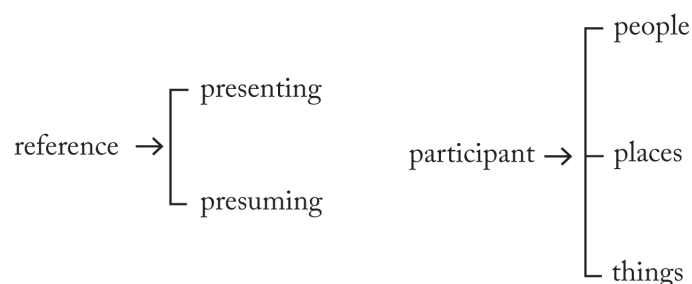 reference
presenting
presuming
participant
people
places
things